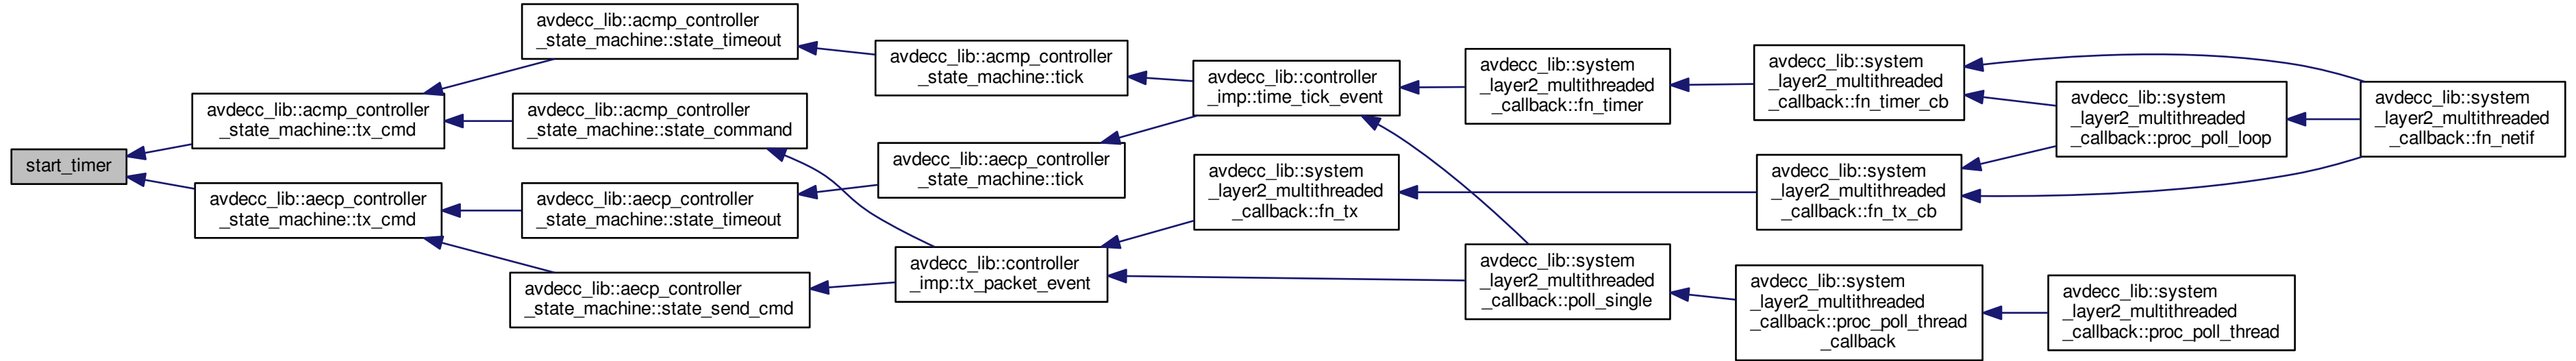 start_timer
avdecc_lib::acmp_controller
_state_machine::tx_cmd
avdecc_lib::aecp_controller
_state_machine::tx_cmd
avdecc_lib::acmp_controller
_state_machine::state_timeout
avdecc_lib::acmp_controller
_state_machine::state_command
avdecc_lib::aecp_controller
_state_machine::state_timeout
avdecc_lib::aecp_controller
_state_machine::state_send_cmd
avdecc_lib::acmp_controller
_state_machine::tick
avdecc_lib::aecp_controller
_state_machine::tick
avdecc_lib::controller
_imp::tx_packet_event
avdecc_lib::controller
_imp::time_tick_event
avdecc_lib::system
_layer2_multithreaded
_callback::fn_tx
avdecc_lib::system
_layer2_multithreaded
_callback::fn_timer
avdecc_lib::system
_layer2_multithreaded
_callback::poll_single
avdecc_lib::system
_layer2_multithreaded
_callback::fn_timer_cb
avdecc_lib::system
_layer2_multithreaded
_callback::fn_tx_cb
avdecc_lib::system
_layer2_multithreaded
_callback::proc_poll_thread
_callback
avdecc_lib::system
_layer2_multithreaded
_callback::proc_poll_loop
avdecc_lib::system
_layer2_multithreaded
_callback::proc_poll_thread
avdecc_lib::system
_layer2_multithreaded
_callback::fn_netif